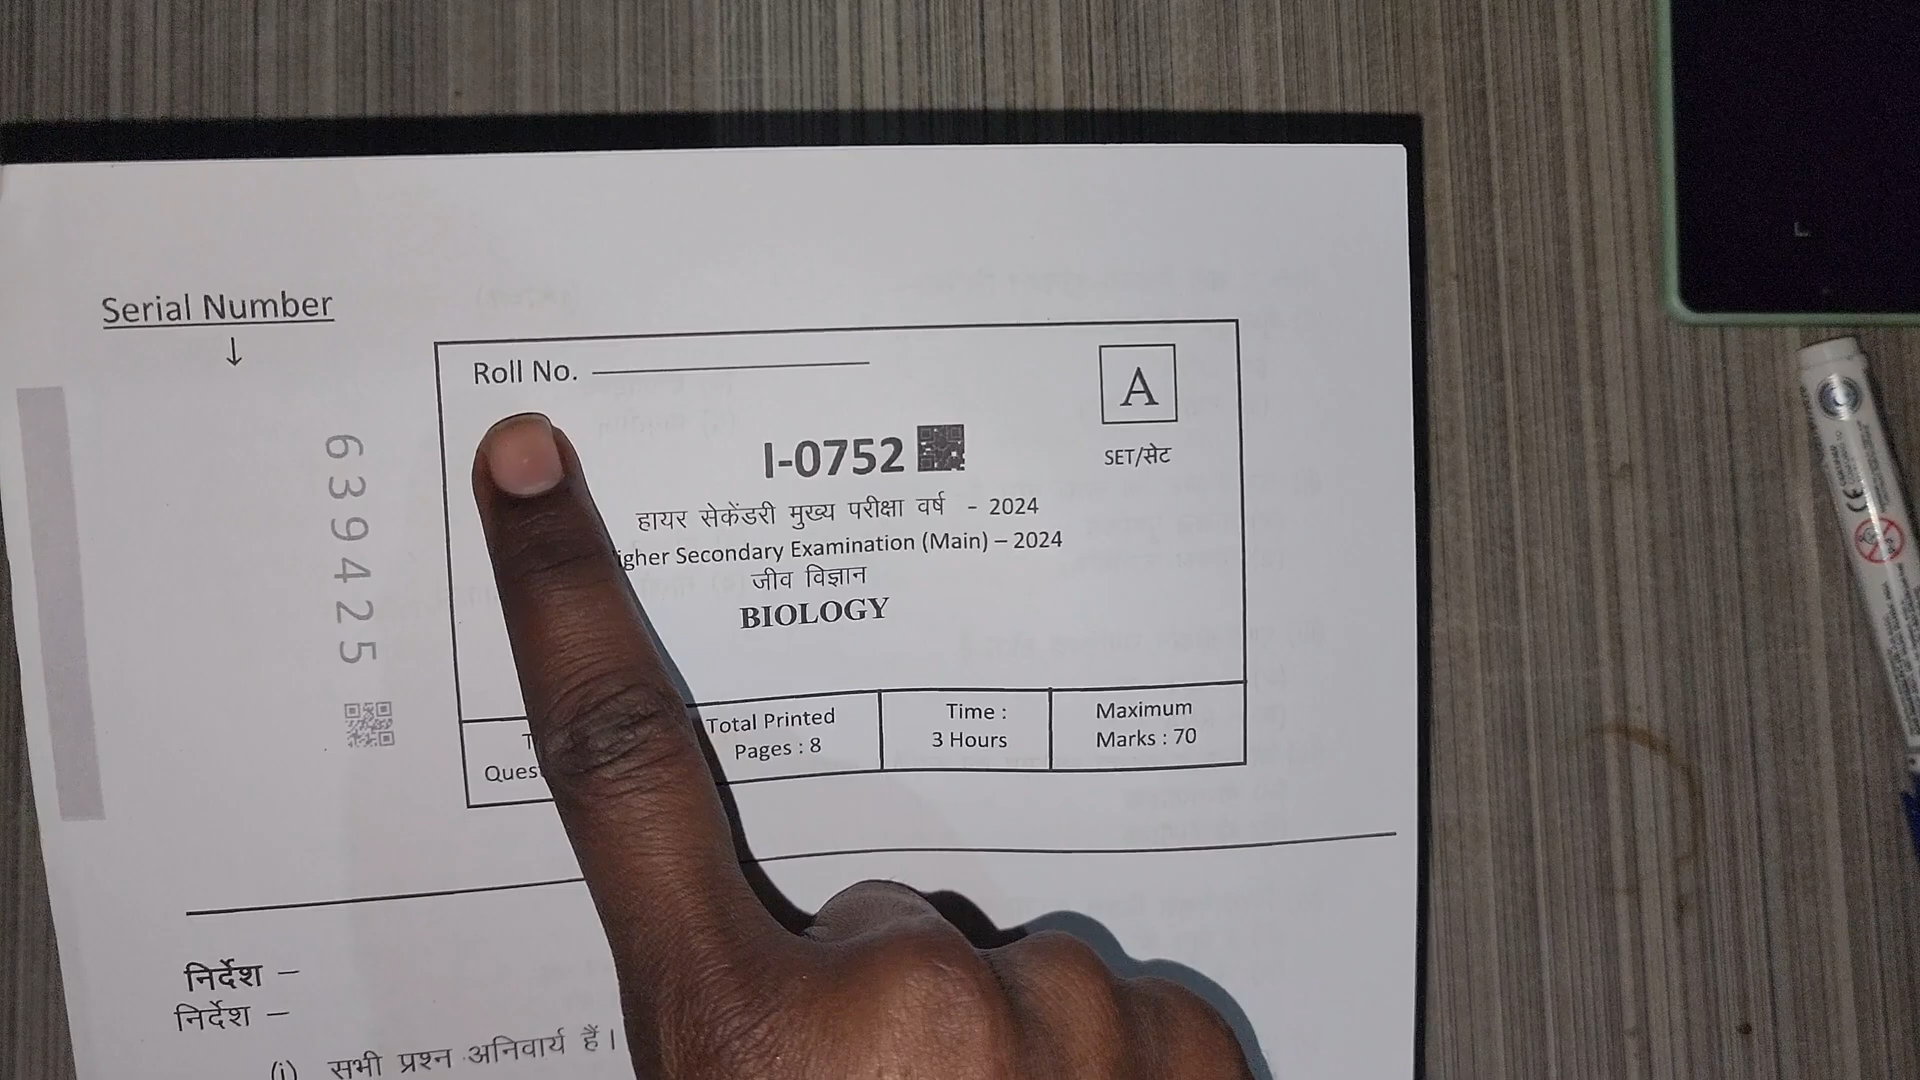 Serial Number
↓
639425
Roll No.
A
SET/सेट
I-0752
हायर सेकेंडरी मुख्य परीक्षा वर्ष - 2024
igher Secondary Examination (Main) – 2024
जीव विज्ञान
BIOLOGY
Total Printed
Pages : 8
Time :
3 Hours
Maximum
Marks : 70
निर्देश –
निर्देश –
(i) सभी प्रश्न अनिवार्य हैं।